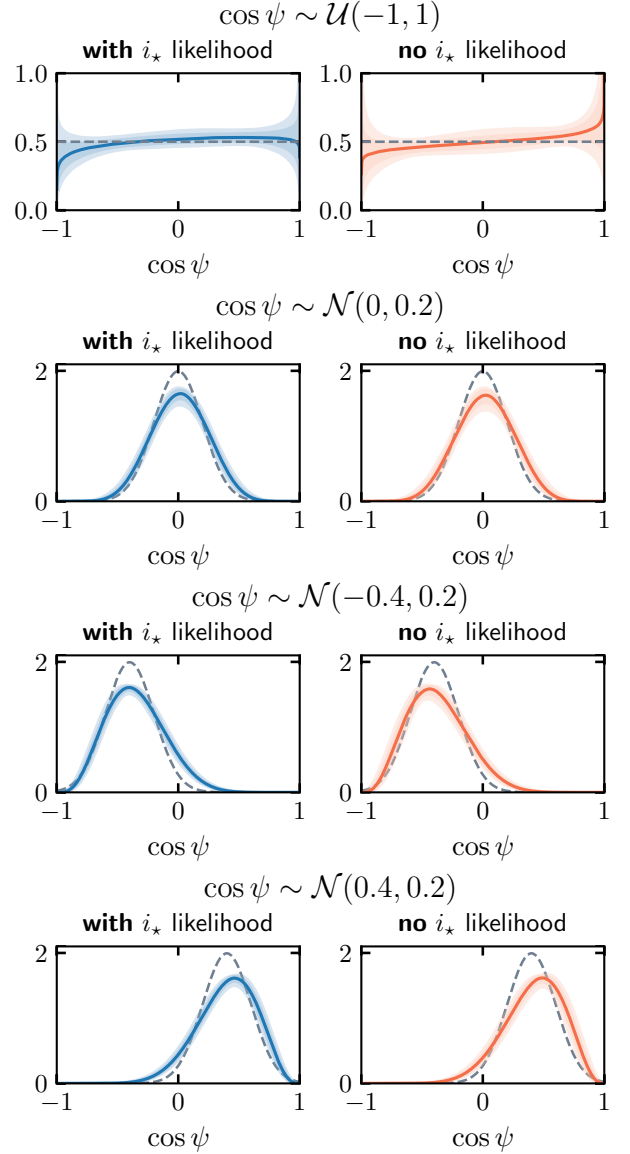 cos ψ ∼ 𝒰(−1, 1)
with i⋆ likelihood no i⋆ likelihood
1.0
0.5
0.0
−1 0 1
cos ψ
1.0
0.5
0.0
−1 0 1
cos ψ
cos ψ ∼ 𝒩(0, 0.2)
with i⋆ likelihood no i⋆ likelihood
2
0
−1 0 1
cos ψ
2
0
−1 0 1
cos ψ
cos ψ ∼ 𝒩(−0.4, 0.2)
with i⋆ likelihood no i⋆ likelihood
2
0
−1 0 1
cos ψ
2
0
−1 0 1
cos ψ
cos ψ ∼ 𝒩(0.4, 0.2)
with i⋆ likelihood no i⋆ likelihood
2
0
−1 0 1
cos ψ
2
0
−1 0 1
cos ψ